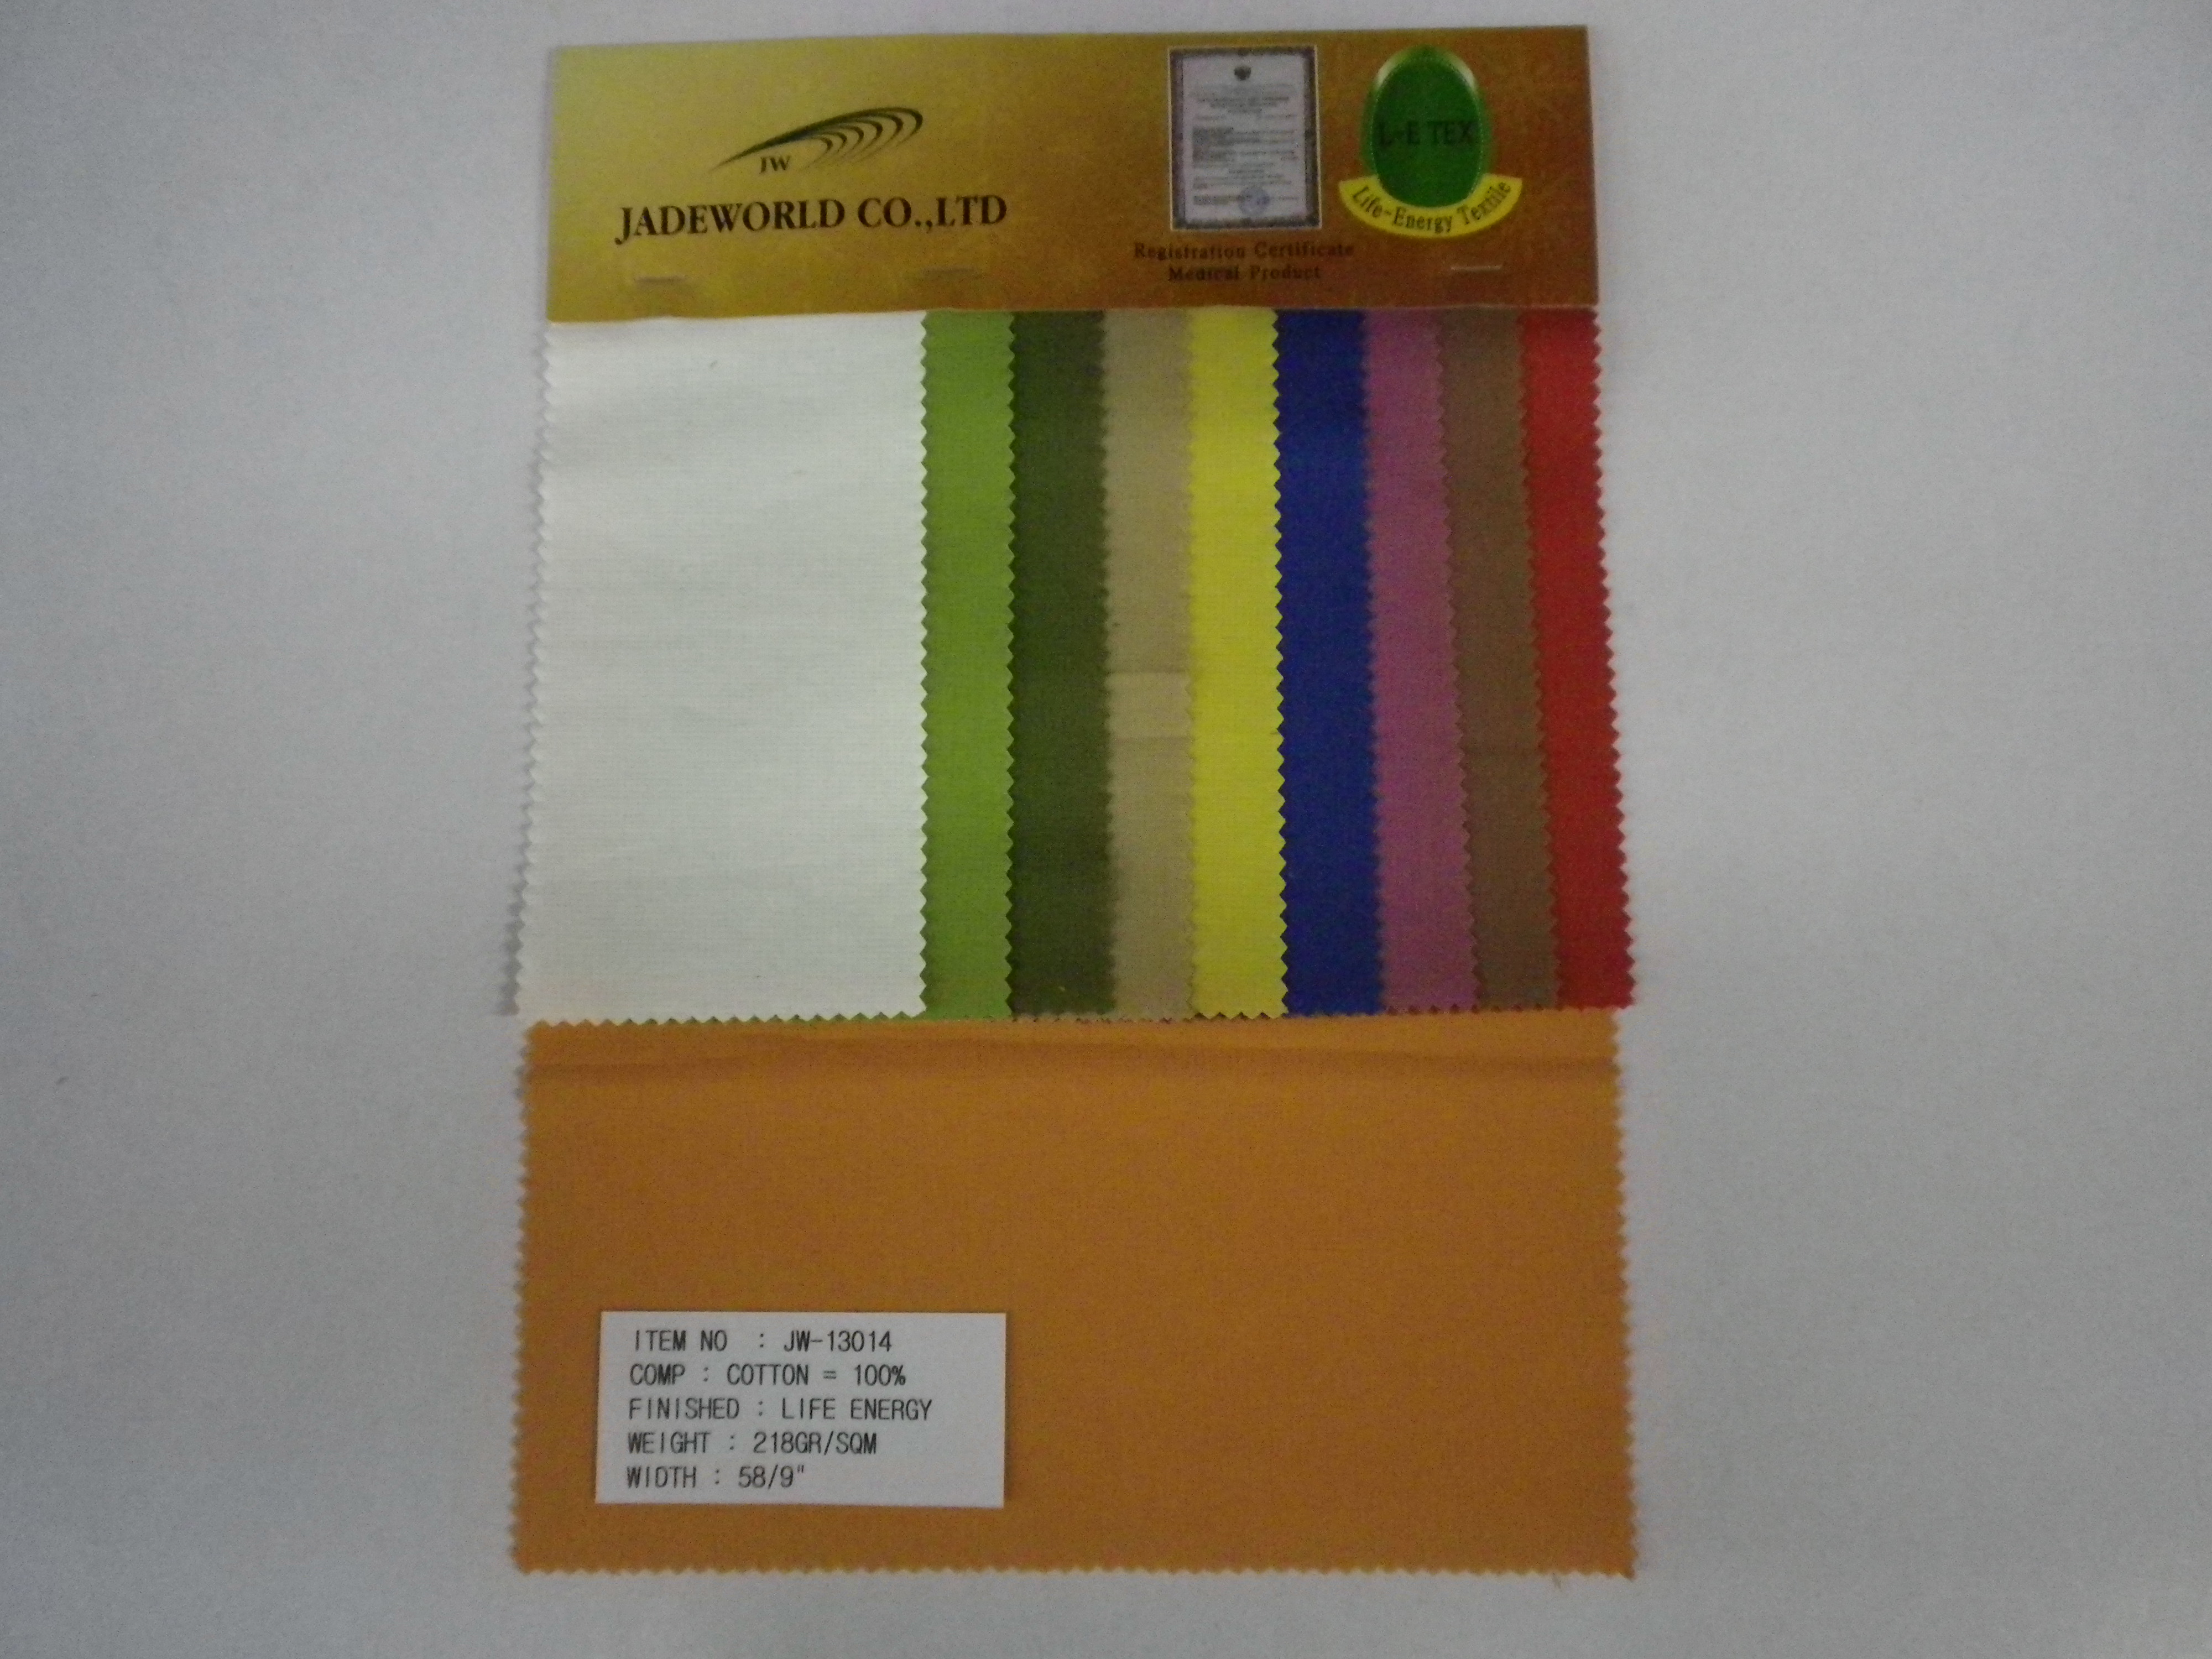 JW
JADEWORLD CO.,LTD
Registration Certificate
Medical Product
L-E TEX
Life-Energy Textile
ITEM NO : JW-13014
COMP : COTTON = 100%
FINISHED : LIFE ENERGY
WEIGHT : 218GR/SQM
WIDTH : 58/9"